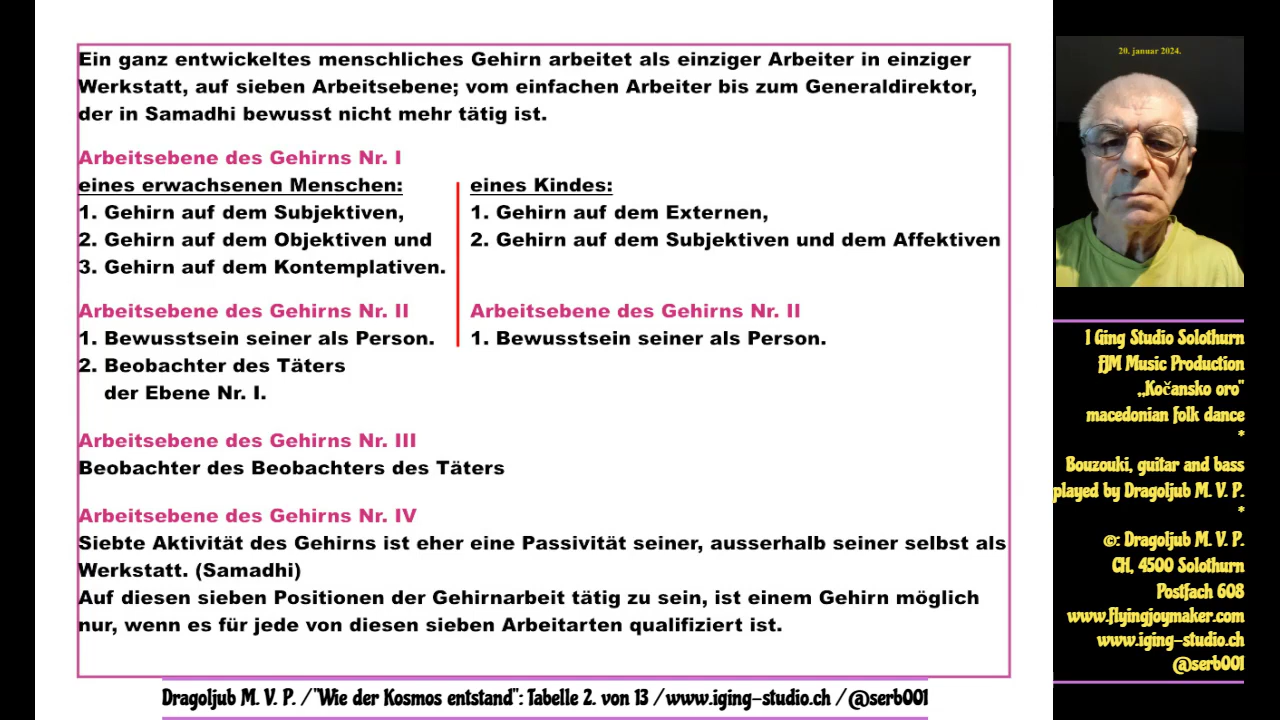 Ein ganz entwickeltes menschliches Gehirn arbeitet als einziger Arbeiter in einziger
Werkstatt, auf sieben Arbeitsebene; vom einfachen Arbeiter bis zum Generaldirektor,
der in Samadhi bewusst nicht mehr tätig ist.
Arbeitsebene des Gehirns Nr. I
eines erwachsenen Menschen:
1. Gehirn auf dem Subjektiven,
2. Gehirn auf dem Objektiven und
3. Gehirn auf dem Kontemplativen.
eines Kindes:
1. Gehirn auf dem Externen,
2. Gehirn auf dem Subjektiven und dem Affektiven
Arbeitsebene des Gehirns Nr. II
1. Bewusstsein seiner als Person.
2. Beobachter des Täters
der Ebene Nr. I.
Arbeitsebene des Gehirns Nr. II
1. Bewusstsein seiner als Person.
Arbeitsebene des Gehirns Nr. III
Beobachter des Beobachters des Täters
Arbeitsebene des Gehirns Nr. IV
Siebte Aktivität des Gehirns ist eher eine Passivität seiner, ausserhalb seiner selbst als
Werkstatt. (Samadhi)
Auf diesen sieben Positionen der Gehirnarbeit tätig zu sein, ist einem Gehirn möglich
nur, wenn es für jede von diesen sieben Arbeitarten qualifiziert ist.
Dragoljub M. V. P. / "Wie der Kosmos entstand": Tabelle 2. von 13 / www.iging-studio.ch / @serb001
20. januar 2024.
I Ging Studio Solothurn
FJM Music Production
„Kočansko oro"
macedonian folk dance
*
Bouzouki, guitar and bass
played by Dragoljub M. V. P.
*
©: Dragoljub M. V. P.
CH, 4500 Solothurn
Postfach 608
www.flyingjoymaker.com
www.iging-studio.ch
@serb001